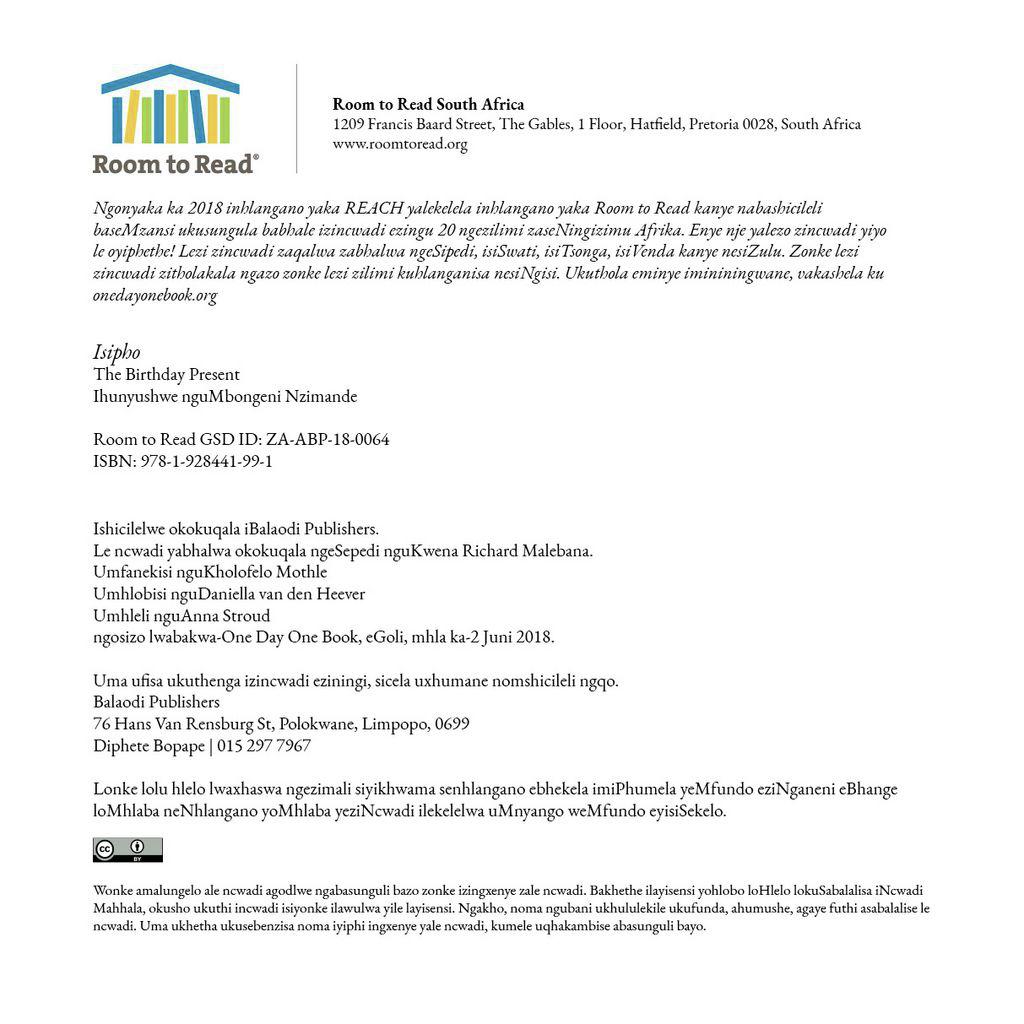 Room to Read®
Room to Read South Africa
1209 Francis Baard Street, The Gables, 1 Floor, Hatfield, Pretoria 0028, South Africa
www.roomtoread.org
Ngonyaka ka 2018 inhlangano yaka REACH yalekelela inhlangano yaka Room to Read kanye nabashicileli
baseMzansi ukusungula babhale izincwadi ezingu 20 ngezilimi zaseNingizimu Afrika. Enye nje yalezo zincwadi yiyo
le oyiphethe! Lezi zincwadi zaqalwa zabhalwa ngeSipedi, isiSwati, isiTsonga, isiVenda kanye nesiZulu. Zonke lezi
zincwadi zitholakala ngazo zonke lezi zilimi kuhlanganisa nesiNgisi. Ukuthola eminye imininingwane, vakashela ku
onedayonebook.org
Isipho
The Birthday Present
Ihunyushwe nguMbongeni Nzimande
Room to Read GSD ID: ZA-ABP-18-0064
ISBN: 978-1-928441-99-1
Ishicilelwe okokuqala iBalaodi Publishers.
Le ncwadi yabhalwa okokuqala ngeSepedi nguKwena Richard Malebana.
Umfanekisi nguKholofelo Mothle
Umhlobisi nguDaniella van den Heever
Umhleli nguAnna Stroud
ngosizo lwabakwa-One Day One Book, eGoli, mhla ka-2 Juni 2018.
Uma ufisa ukuthenga izincwadi eziningi, sicela uxhumane nomshicileli ngqo.
Balaodi Publishers
76 Hans Van Rensburg St, Polokwane, Limpopo, 0699
Diphete Bopape | 015 297 7967
Lonke lolu hlelo lwaxhaswa ngezimali siyikhwama senhlangano ebhekela imiPhumela yeMfundo eziNganeni eBhange
loMhlaba neNhlangano yoMhlaba yeziNcwadi ilekelelwa uMnyango weMfundo eyisiSekelo.
cc BY
Wonke amalungelo ale ncwadi agodlwe ngabasunguli bazo zonke izingxenye zale ncwadi. Bakhethe ilayisensi yohlobo loHlelo lokuSabalalisa iNcwadi
Mahhala, okusho ukuthi incwadi isiyonke ilawulwa yile layisensi. Ngakho, noma ngubani ukhululekile ukufunda, ahumushe, agaye futhi asabalalise le
ncwadi. Uma ukhetha ukusebenzisa noma iyiphi ingxenye yale ncwadi, kumele uqhakambise abasunguli bayo.